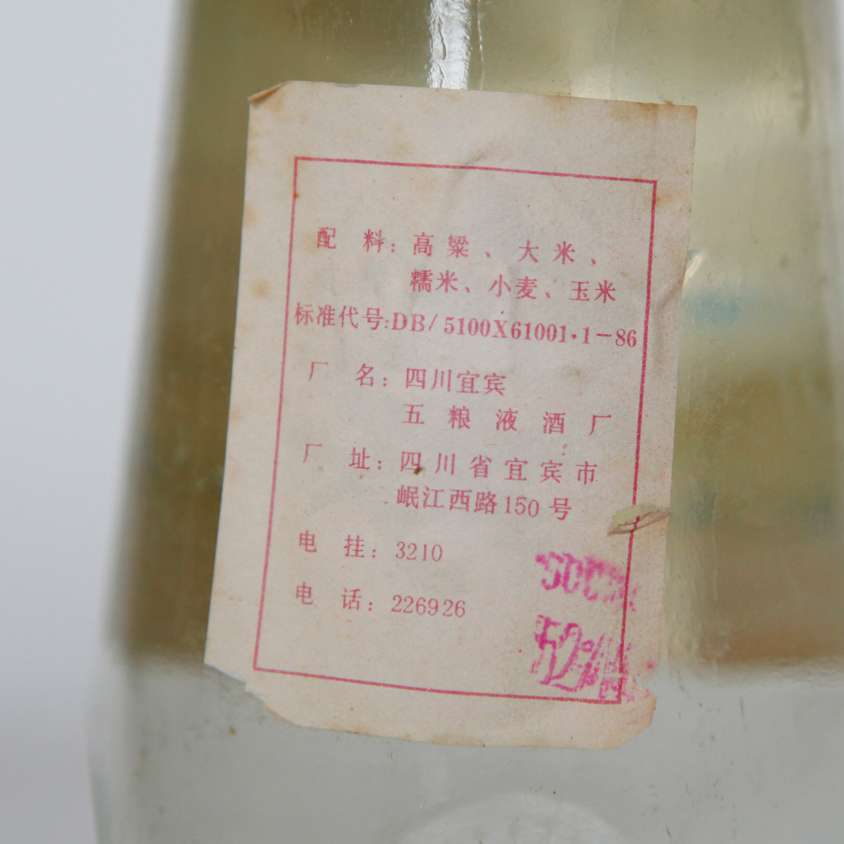 配 料：高粱、大米、
糯米、小麦、玉米
标准代号:DB/5100X61001·1-86
厂 名：四川宜宾
五粮液酒厂
厂 址：四川省宜宾市
岷江西路150号
电 挂：3210
500
电 话：226926
52%